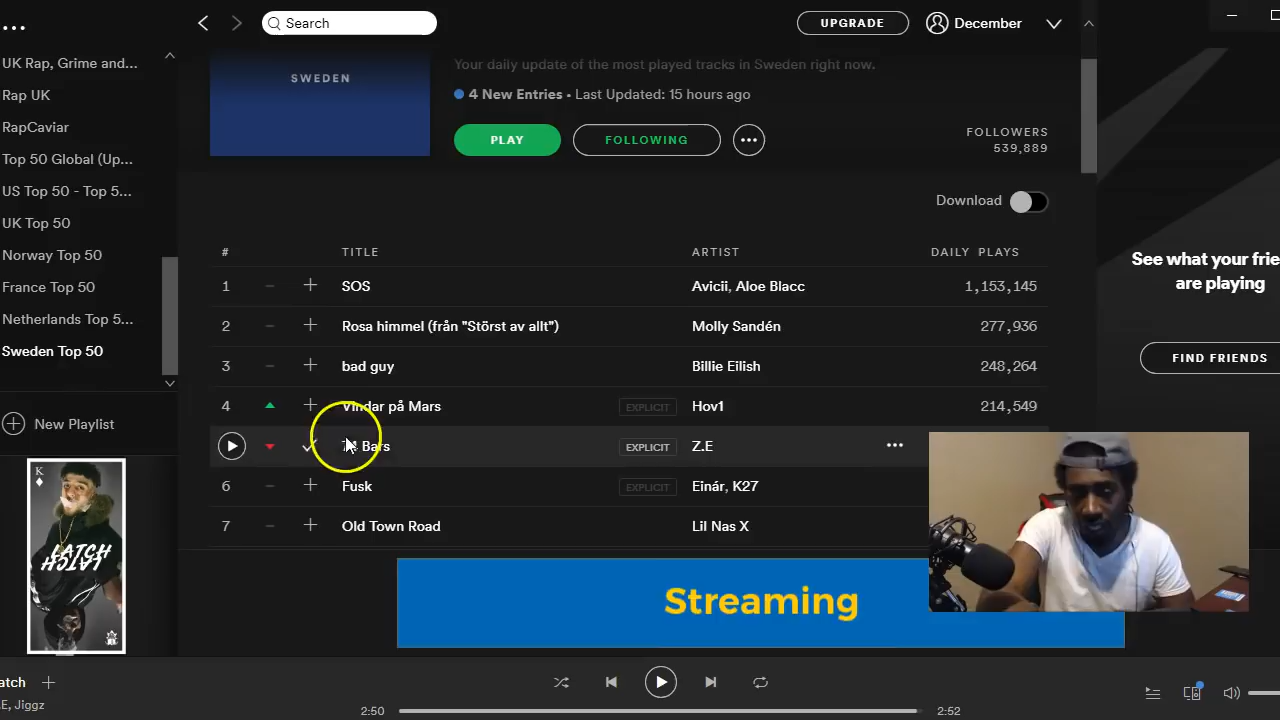 Search
UPGRADE
December
UK Rap, Grime and...
Rap UK
RapCaviar
Top 50 Global (Up...
US Top 50 - Top 5...
UK Top 50
Norway Top 50
France Top 50
Netherlands Top 5...
Sweden Top 50
New Playlist
SWEDEN
Your daily update of the most played tracks in Sweden right now.
4 New Entries • Last Updated: 15 hours ago
PLAY
FOLLOWING
FOLLOWERS
539,889
Download
# TITLE ARTIST DAILY PLAYS
1 SOS Avicii, Aloe Blacc 1,153,145
2 Rosa himmel (från "Störst av allt") Molly Sandén 277,936
3 bad guy Billie Eilish 248,264
4 Vindar på Mars EXPLICIT Hov1 214,549
Bars EXPLICIT Z.E
6 Fusk EXPLICIT Einár, K27
7 Old Town Road Lil Nas X
See what your frie
are playing
FIND FRIENDS
K
LATCH
LATCH
Streaming
atch
E, Jiggz
2:50
2:52